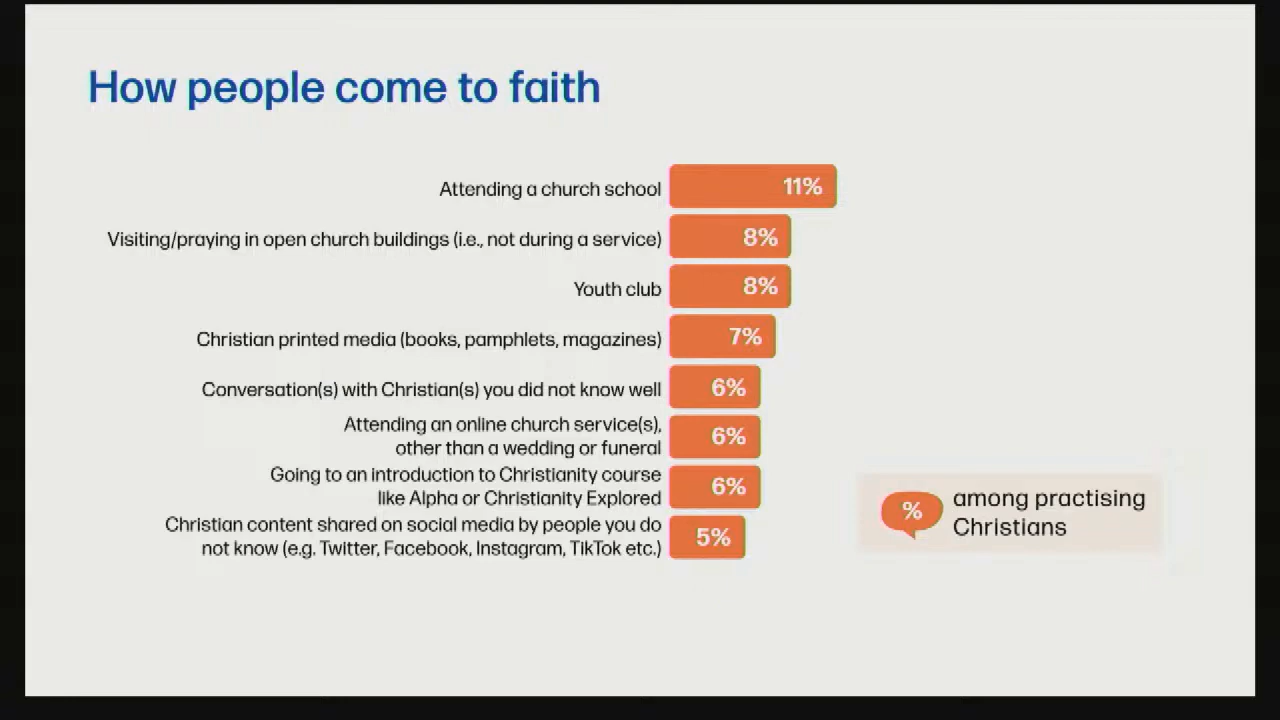 How people come to faith
Attending a church school
11%
Visiting/praying in open church buildings (i.e., not during a service)
8%
Youth club
8%
Christian printed media (books, pamphlets, magazines)
7%
Conversation(s) with Christian(s) you did not know well
6%
Attending an online church service(s),
other than a wedding or funeral
6%
Going to an introduction to Christianity course
like Alpha or Christianity Explored
6%
Christian content shared on social media by people you do
not know (e.g. Twitter, Facebook, Instagram, TikTok etc.)
5%
%
among practising
Christians